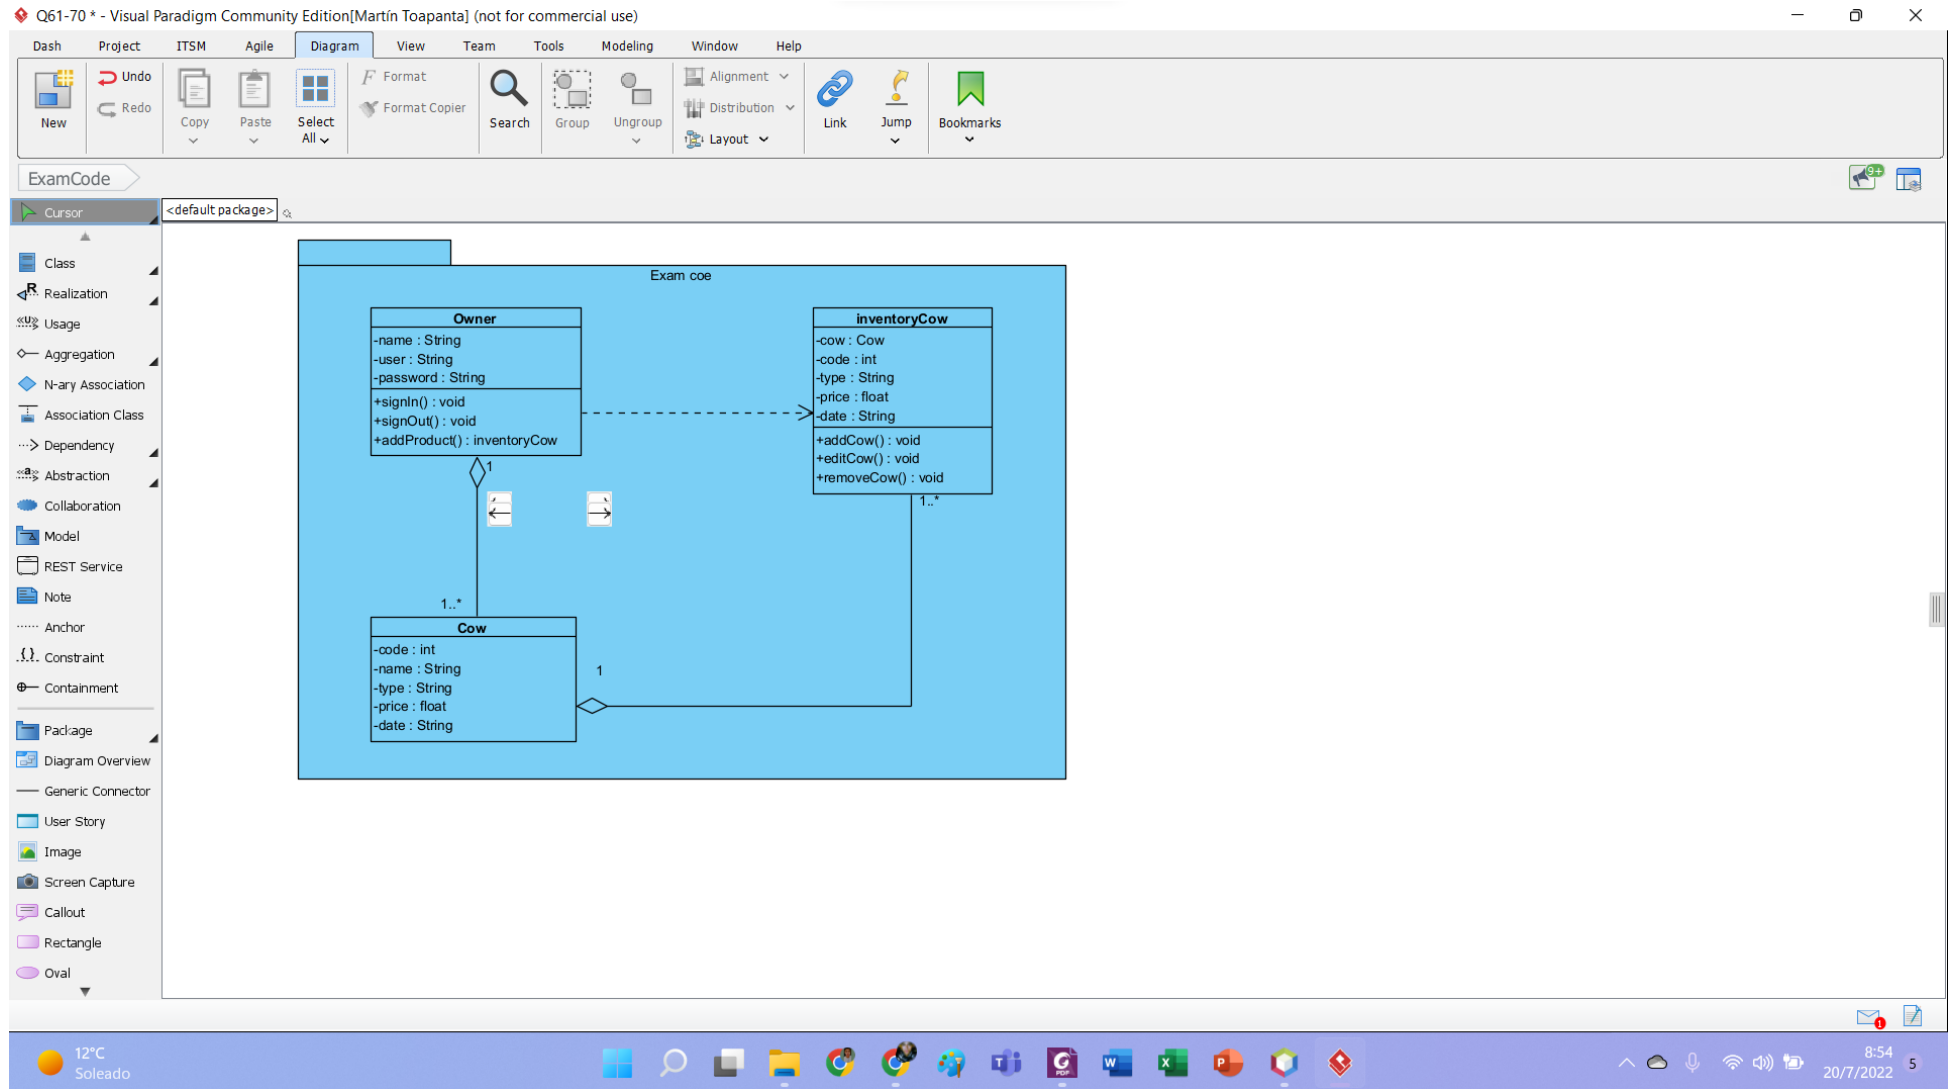 Q61-70 * - Visual Paradigm Community Edition[Martín Toapanta] (not for commercial use)
Dash Project ITSM Agile Diagram View Team Tools Modeling Window Help
New
Undo
Redo
Copy
Paste
Select
All
Format
Format Copier
Search
Group
Ungroup
Alignment
Distribution
Layout
Link
Jump
Bookmarks
ExamCode
9+
Cursor
<default package>
Class
Realization
Usage
Aggregation
N-ary Association
Association Class
Dependency
Abstraction
Collaboration
Model
REST Service
Note
Anchor
Constraint
Containment
Package
Diagram Overview
Generic Connector
User Story
Image
Screen Capture
Callout
Rectangle
Oval
Exam coe
Owner
-name : String
-user : String
-password : String
+signIn() : void
+signOut() : void
+addProduct() : inventoryCow
inventoryCow
-cow : Cow
-code : int
-type : String
-price : float
-date : String
+addCow() : void
+editCow() : void
+removeCow() : void
1
1..*
1..*
Cow
-code : int
-name : String
-type : String
-price : float
-date : String
1
1
12°C
Soleado
8:54
20/7/2022
5